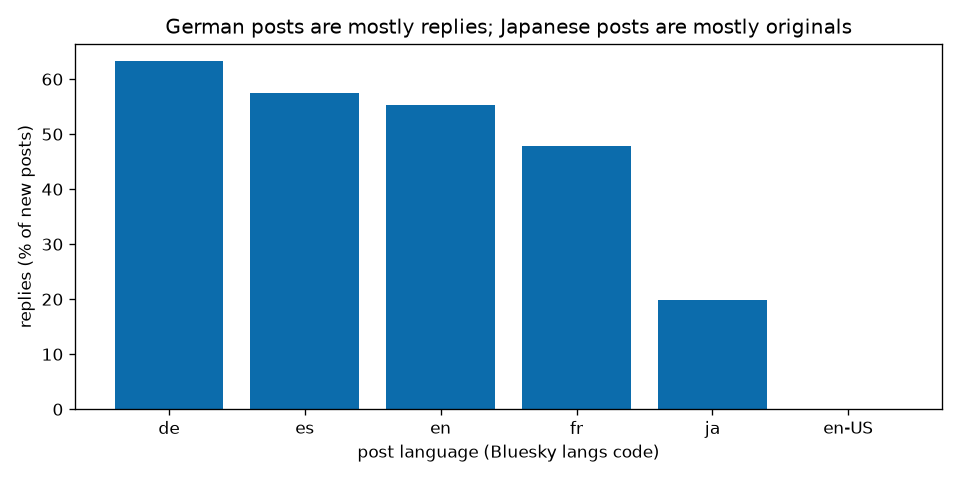 German posts are mostly replies; Japanese posts are mostly originals
replies (% of new posts)
60
50
40
30
20
10
0
de es en fr ja en-US
post language (Bluesky langs code)